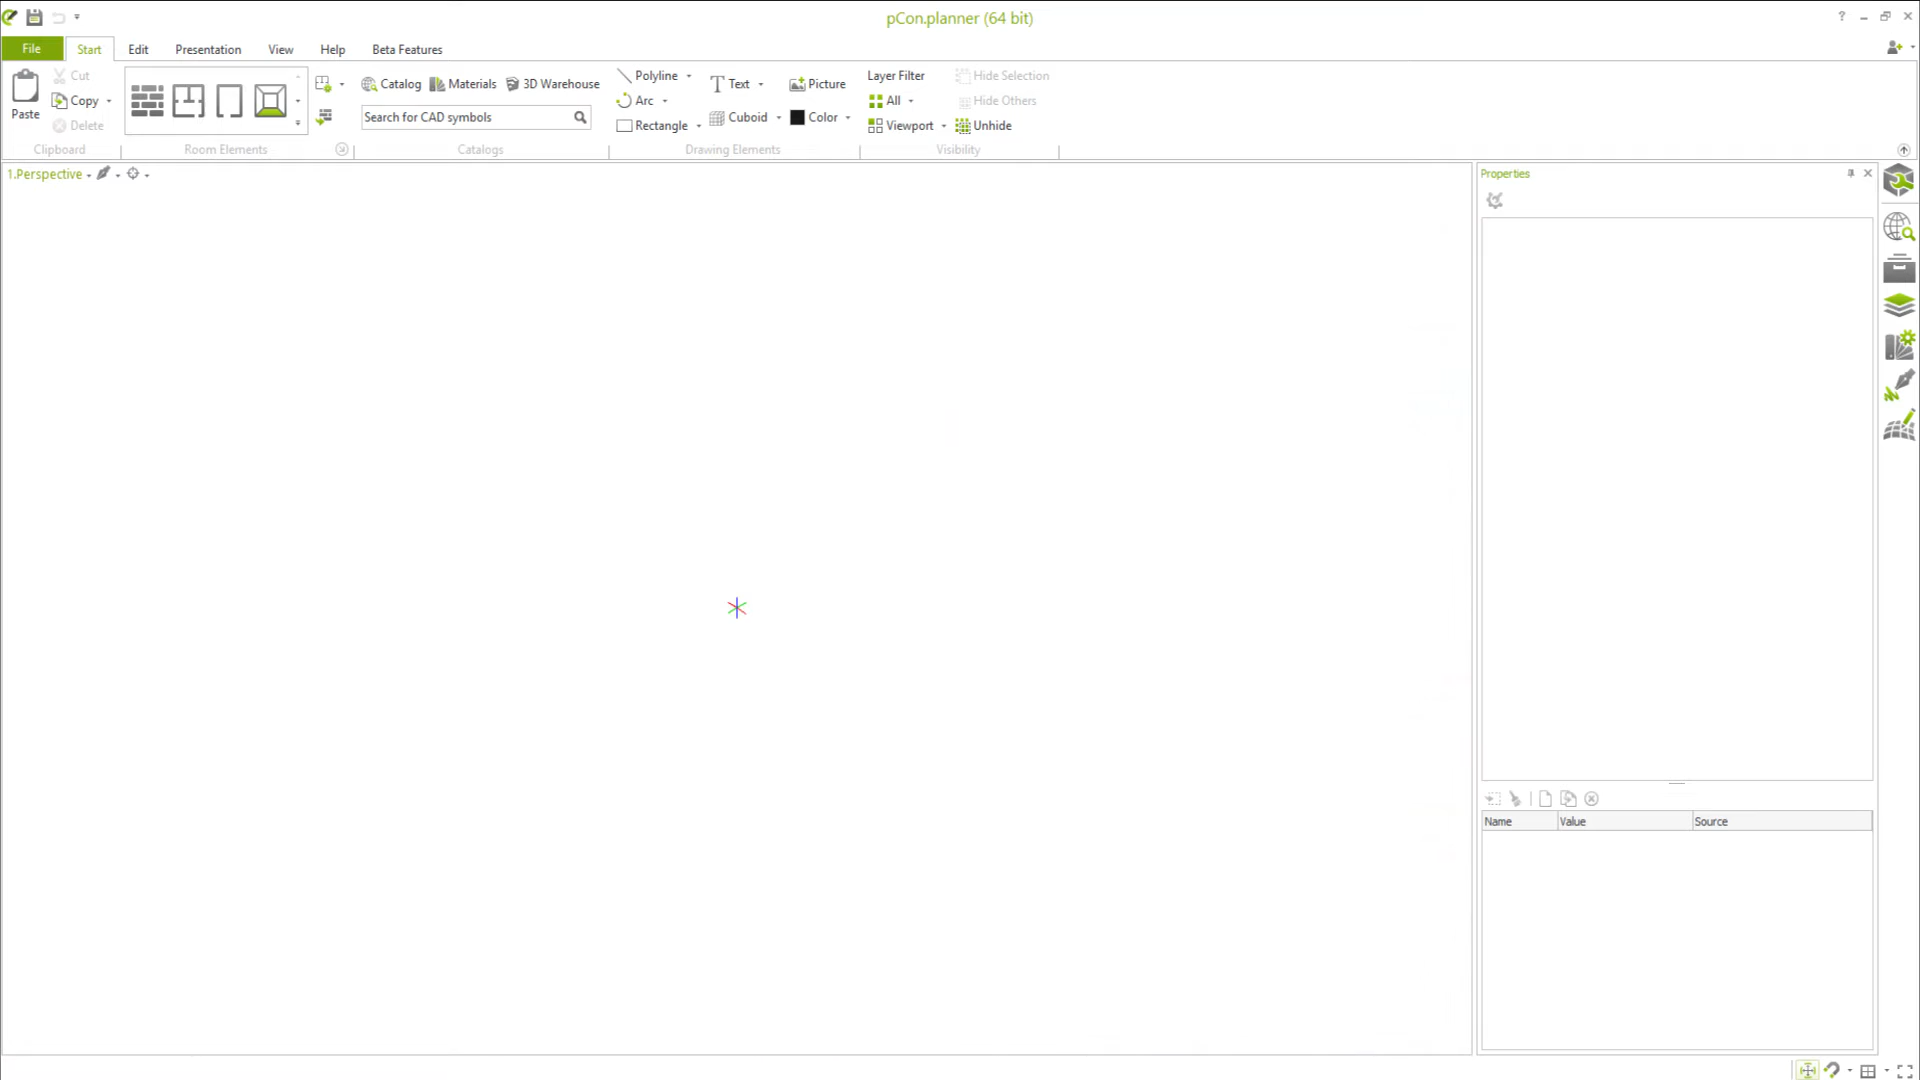 pCon.planner (64 bit)
File Start Edit Presentation View Help Beta Features
Paste
Cut
Copy
Delete
Clipboard
Room Elements
Catalog Materials 3D Warehouse
Search for CAD symbols
Catalogs
Polyline Text Picture
Arc
Rectangle Cuboid Color
Drawing Elements
Layer Filter
All
Viewport
Hide Selection
Hide Others
Unhide
Visibility
1.Perspective
Properties
Name Value Source